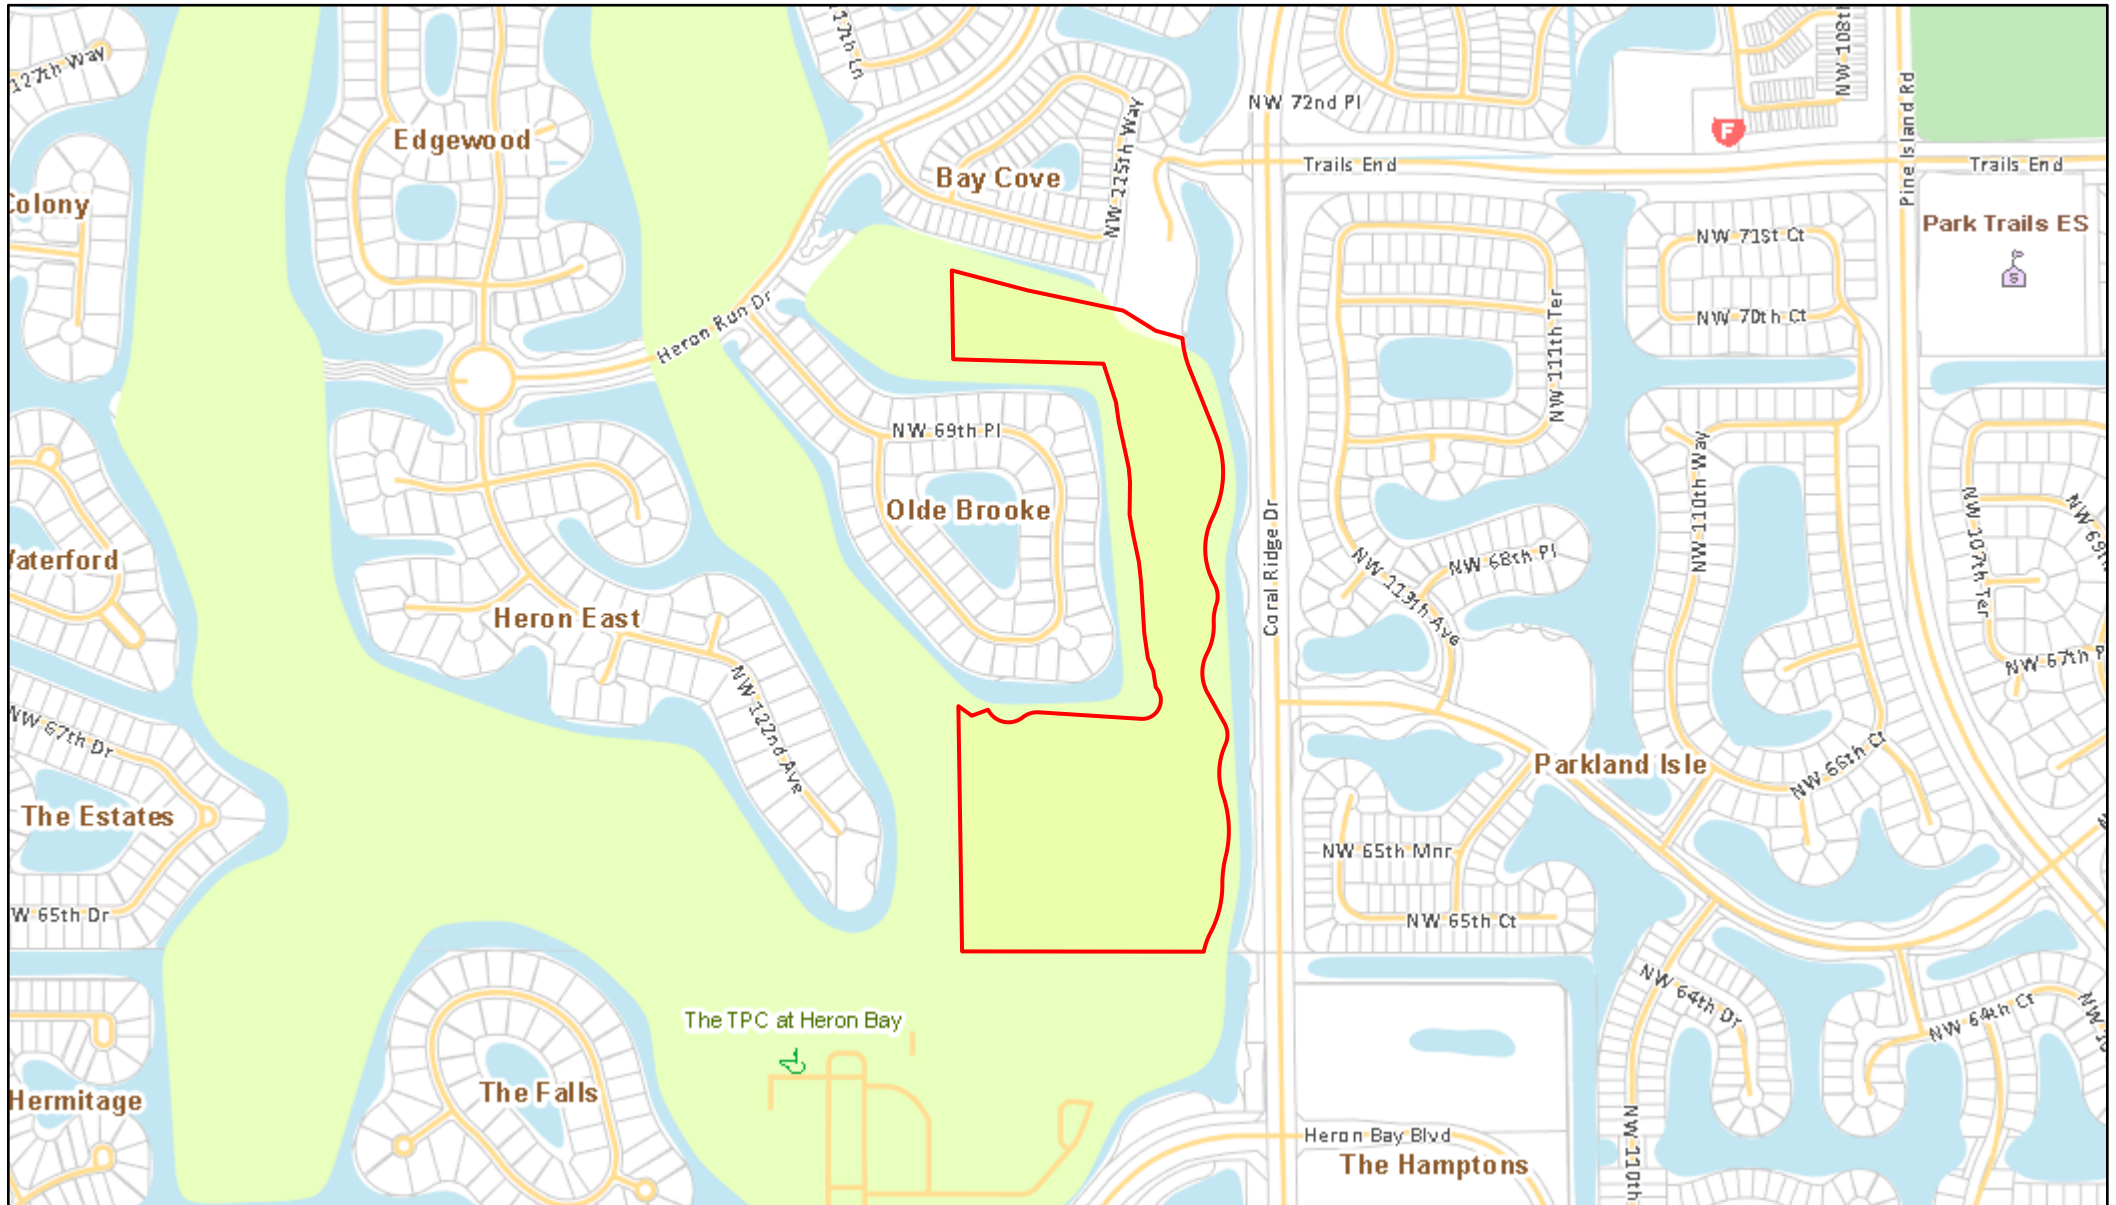 127th Way
Edgewood
117th Ln
Bay Cove
NW 125th Way
NW 72nd Pl
NW 108th
F
Pine Island Rd
Trails End
Trails End
Colony
Park Trails ES
S
NW 71St Ct
NW 70th Ct
NW 111th Ter
Heron Run Dr
NW 69th Pl
Olde Brooke
Coral Ridge Dr
NW 110th Way
NW 107th Ter
NW 69th
NW 68th Pl
NW 113th Ave
Waterford
Heron East
NW 122nd Ave
NW 67th P
NW 67th Dr
Parkland Isle
NW 66th Ct
The Estates
NW 65th Mnr
W 65th Dr
NW 65th Ct
NW 64th Dr
NW 64th Ct
The TPC at Heron Bay
The Falls
Hermitage
Heron Bay Blvd
The Hamptons
NW 110th